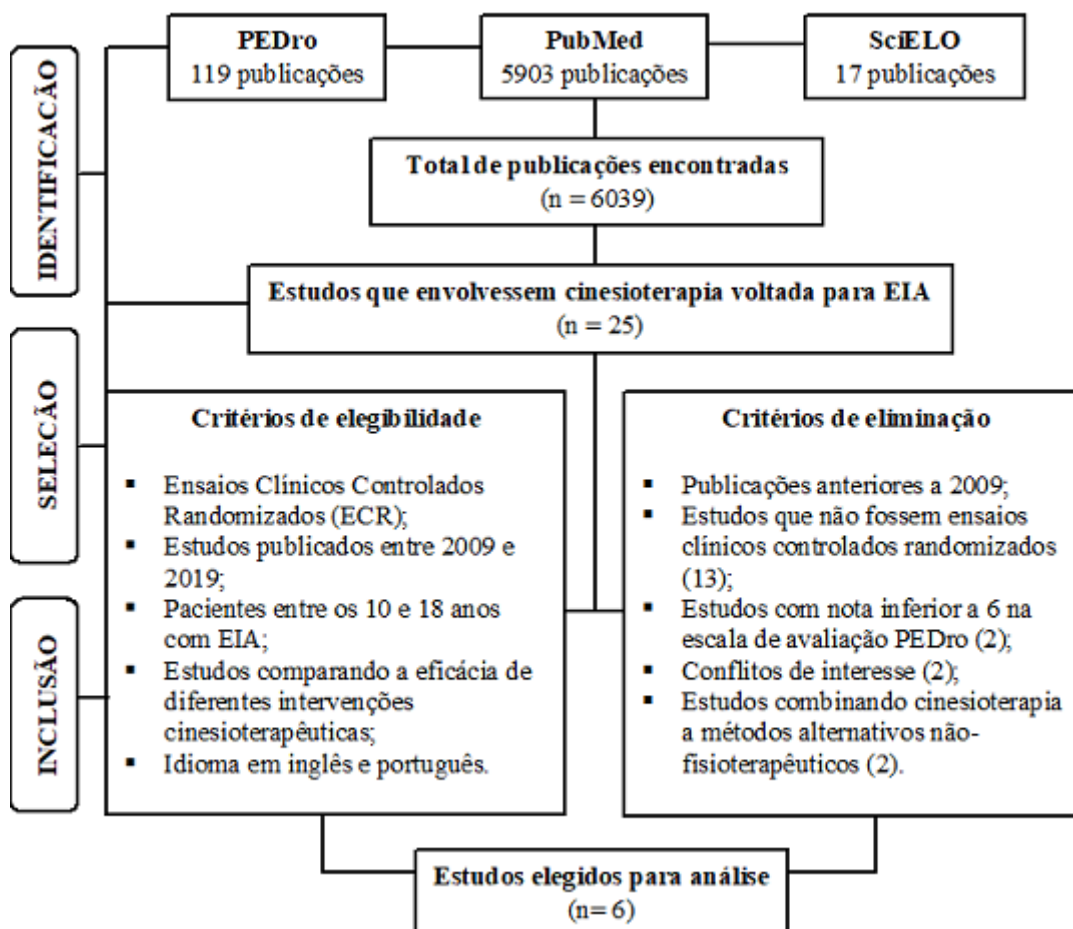 PEDro
119 publicações
PubMed
5903 publicações
SciELO
17 publicações
IDENTIFICACÃO
Total de publicações encontradas
(n = 6039)
Estudos que envolvessem cinesioterapia voltada para EIA
(n = 25)
SELEÇÃO
Critérios de elegibilidade
▪ Ensaios Clínicos Controlados
Randomizados (ECR);
▪ Estudos publicados entre 2009 e
2019;
▪ Pacientes entre os 10 e 18 anos
com EIA;
▪ Estudos comparando a eficácia de
diferentes intervenções
cinesioterapêuticas;
▪ Idioma em inglês e português.
Critérios de eliminação
▪ Publicações anteriores a 2009;
▪ Estudos que não fossem ensaios
clínicos controlados randomizados
(13);
▪ Estudos com nota inferior a 6 na
escala de avaliação PEDro (2);
▪ Conflitos de interesse (2);
▪ Estudos combinando cinesioterapia
a métodos alternativos não-
fisioterapêuticos (2).
INCLUSÃO
Estudos elegidos para análise
(n= 6)